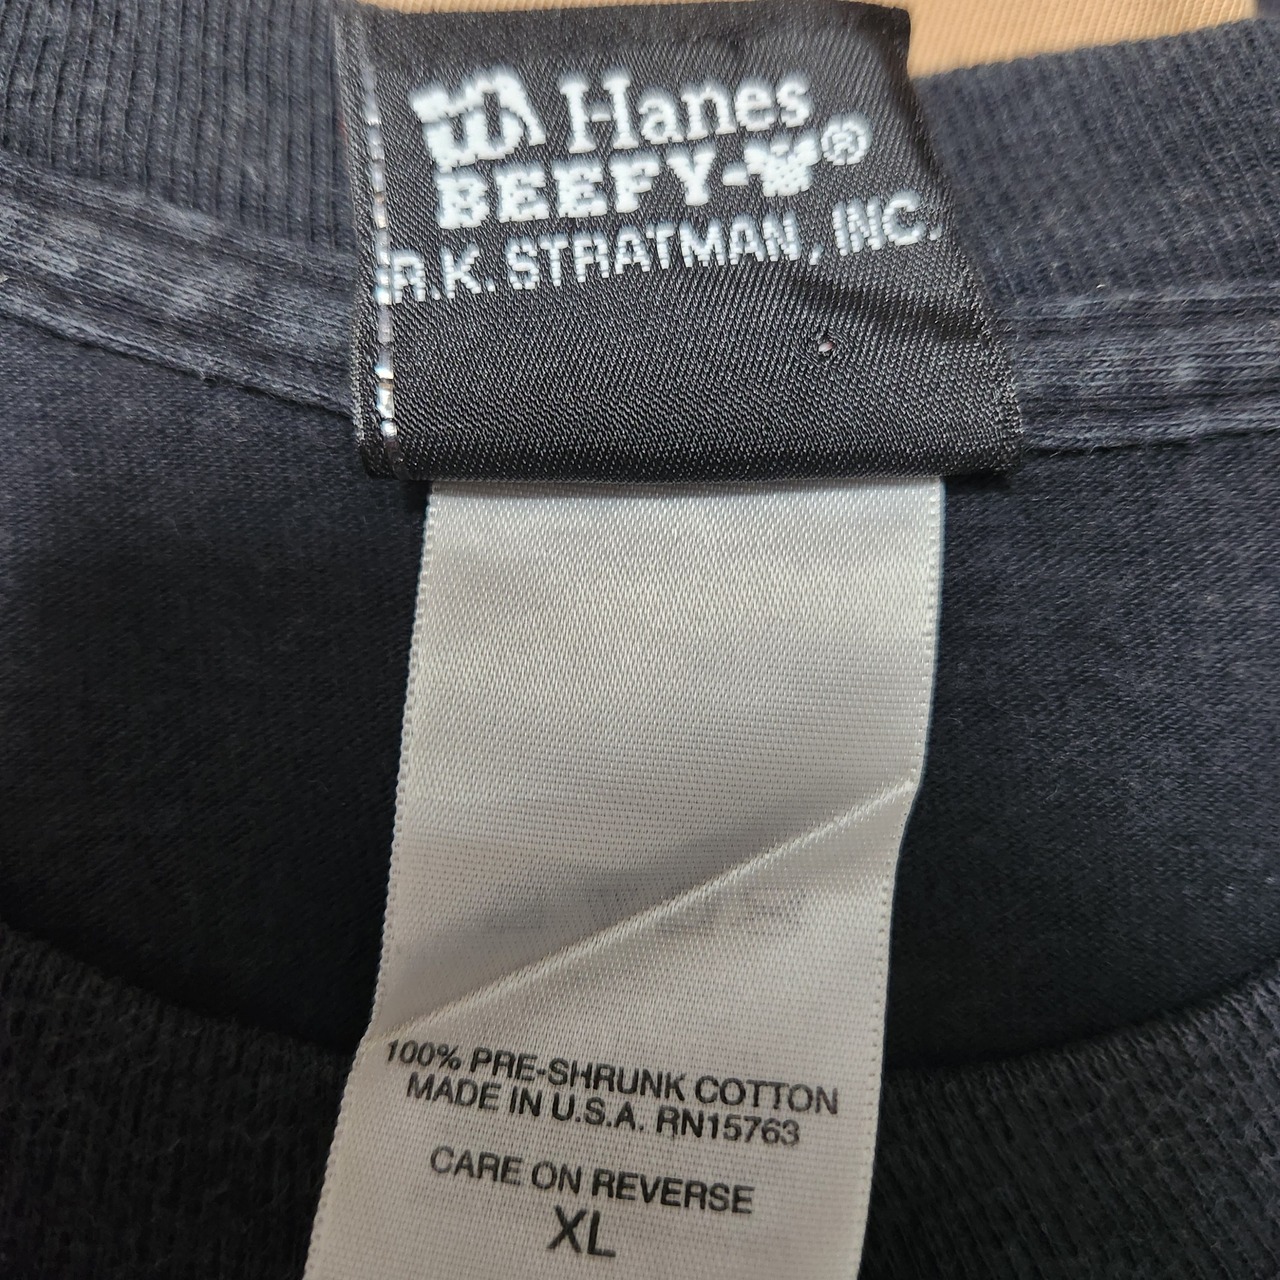 Hanes
BEEFY-T®
R.K. STRATMAN, INC.
100% PRE-SHRUNK COTTON
MADE IN U.S.A. RN15763
CARE ON REVERSE
XL